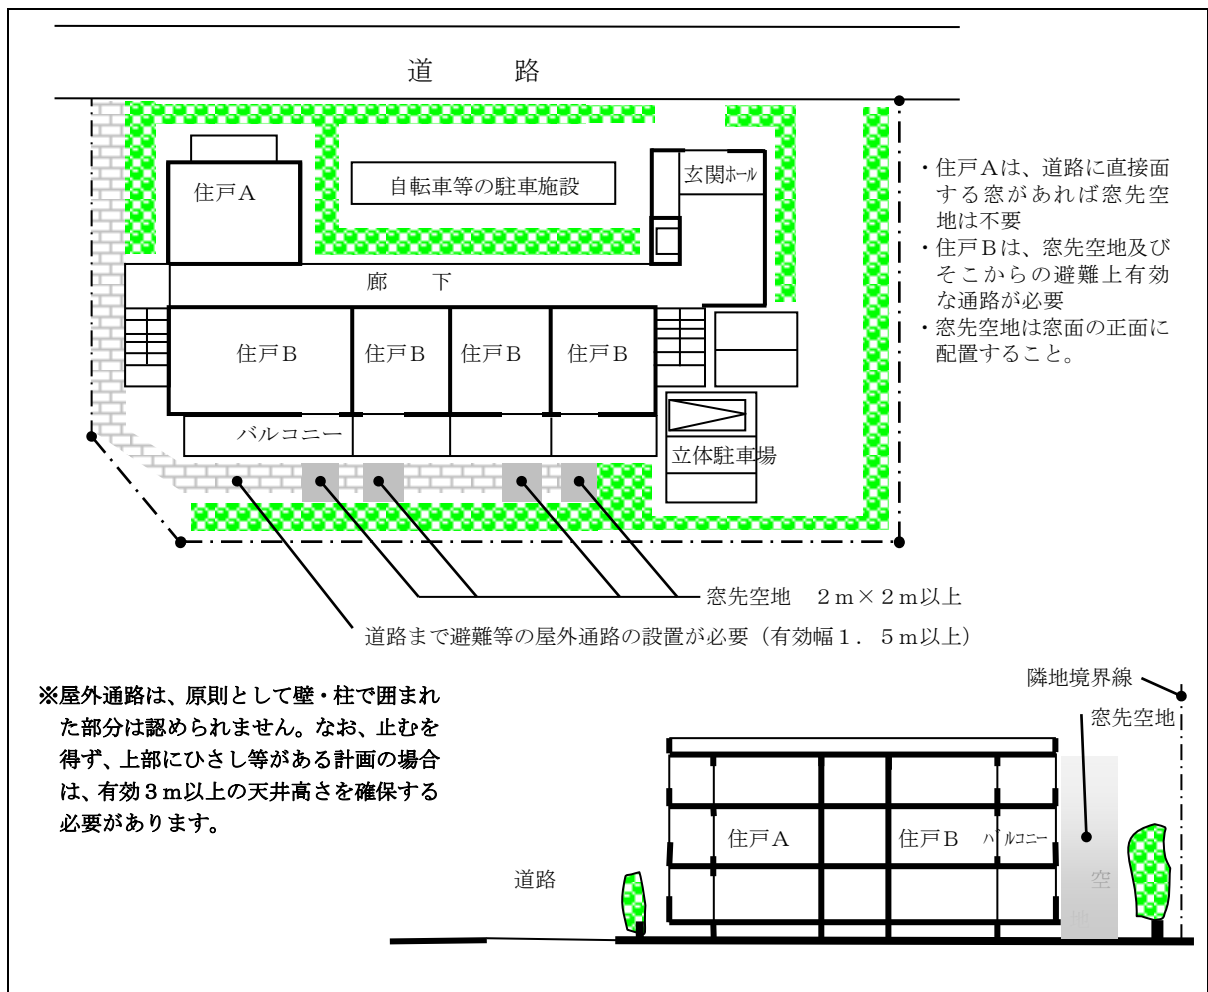 道　　　路
住戸Ａ
自転車等の駐車施設
玄関ﾎｰﾙ
・住戸Ａは、道路に直接面
する窓があれば窓先空
地は不要
・住戸Ｂは、窓先空地及び
そこからの避難上有効
な通路が必要
・窓先空地は窓面の正面に
配置すること。
廊　　下
住戸Ｂ
住戸Ｂ
住戸Ｂ
住戸Ｂ
バルコニー
立体駐車場
窓先空地　２ｍ×２ｍ以上
道路まで避難等の屋外通路の設置が必要（有効幅１．５ｍ以上）
※屋外通路は、原則として壁・柱で囲まれ
た部分は認められません。なお、止むを
得ず、上部にひさし等がある計画の場合
は、有効３ｍ以上の天井高さを確保する
必要があります。
隣地境界線
窓先空地
住戸Ａ
住戸Ｂ
ﾊﾞﾙｺﾆｰ
道路
空
地